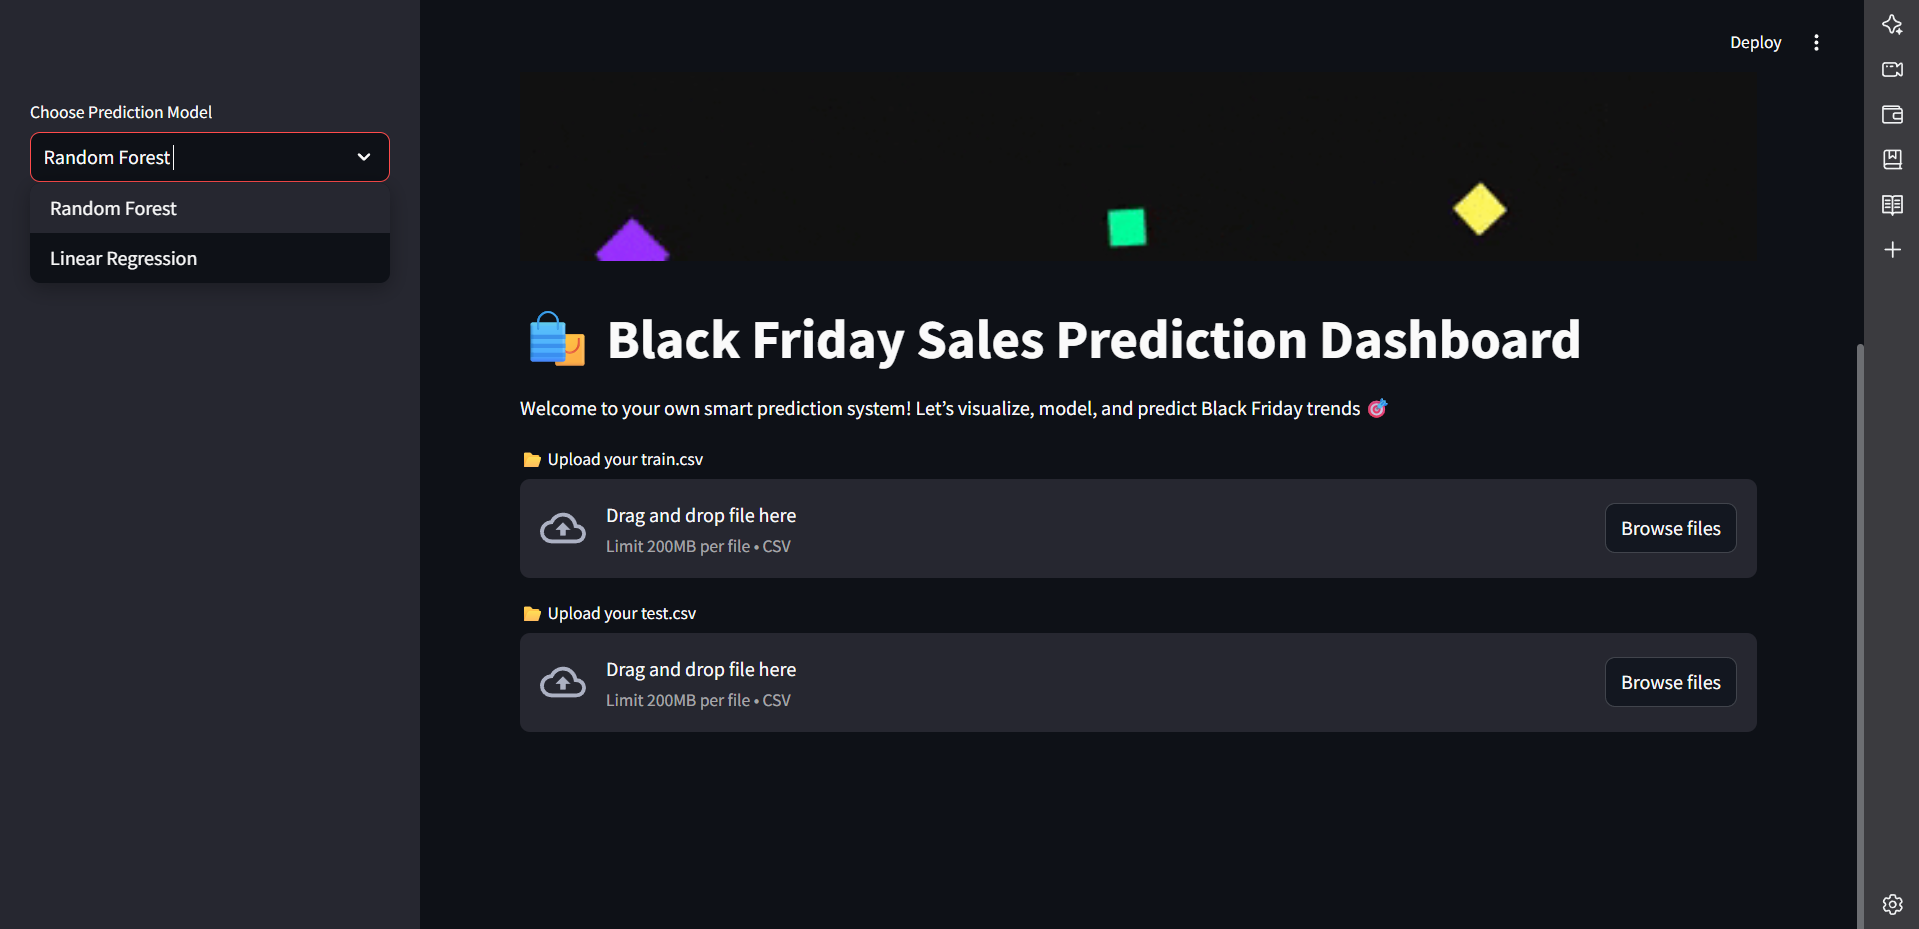 Deploy
Choose Prediction Model
Random Forest
Random Forest
Linear Regression
Black Friday Sales Prediction Dashboard
Welcome to your own smart prediction system! Let’s visualize, model, and predict Black Friday trends
Upload your train.csv
Drag and drop file here
Limit 200MB per file • CSV
Browse files
Upload your test.csv
Drag and drop file here
Limit 200MB per file • CSV
Browse files